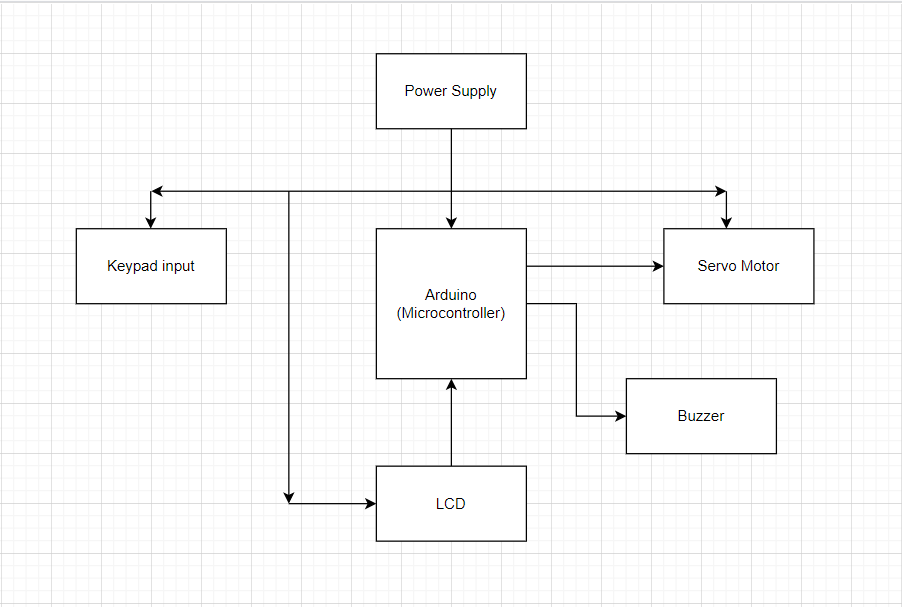 Power Supply
Keypad input
Arduino
(Microcontroller)
Servo Motor
Buzzer
LCD